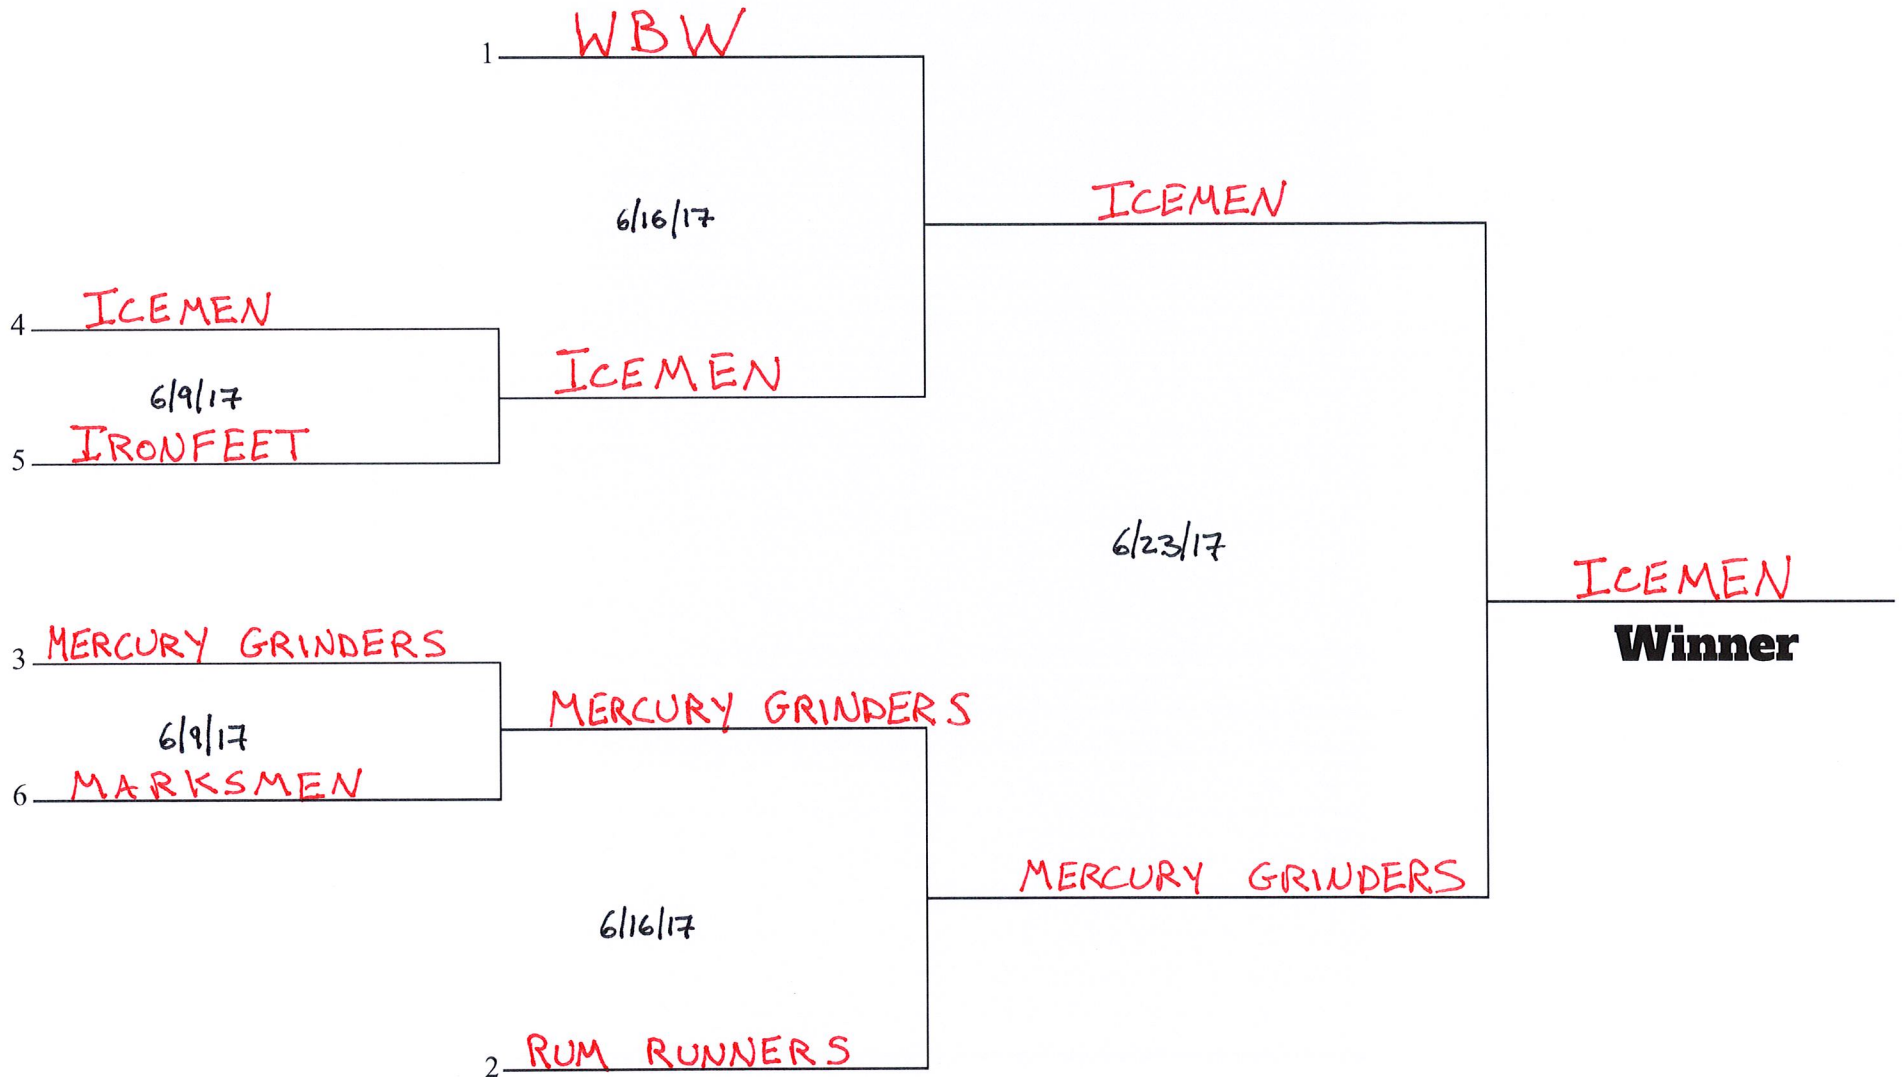 1 WBW
6/16/17
ICEMEN
4 ICEMEN
6/9/17
ICEMEN
5 IRONFEET
6/23/17
ICEMEN
Winner
3 MERCURY GRINDERS
6/9/17
MERCURY GRINDERS
6 MARKSMEN
MERCURY GRINDERS
6/16/17
2 RUM RUNNERS